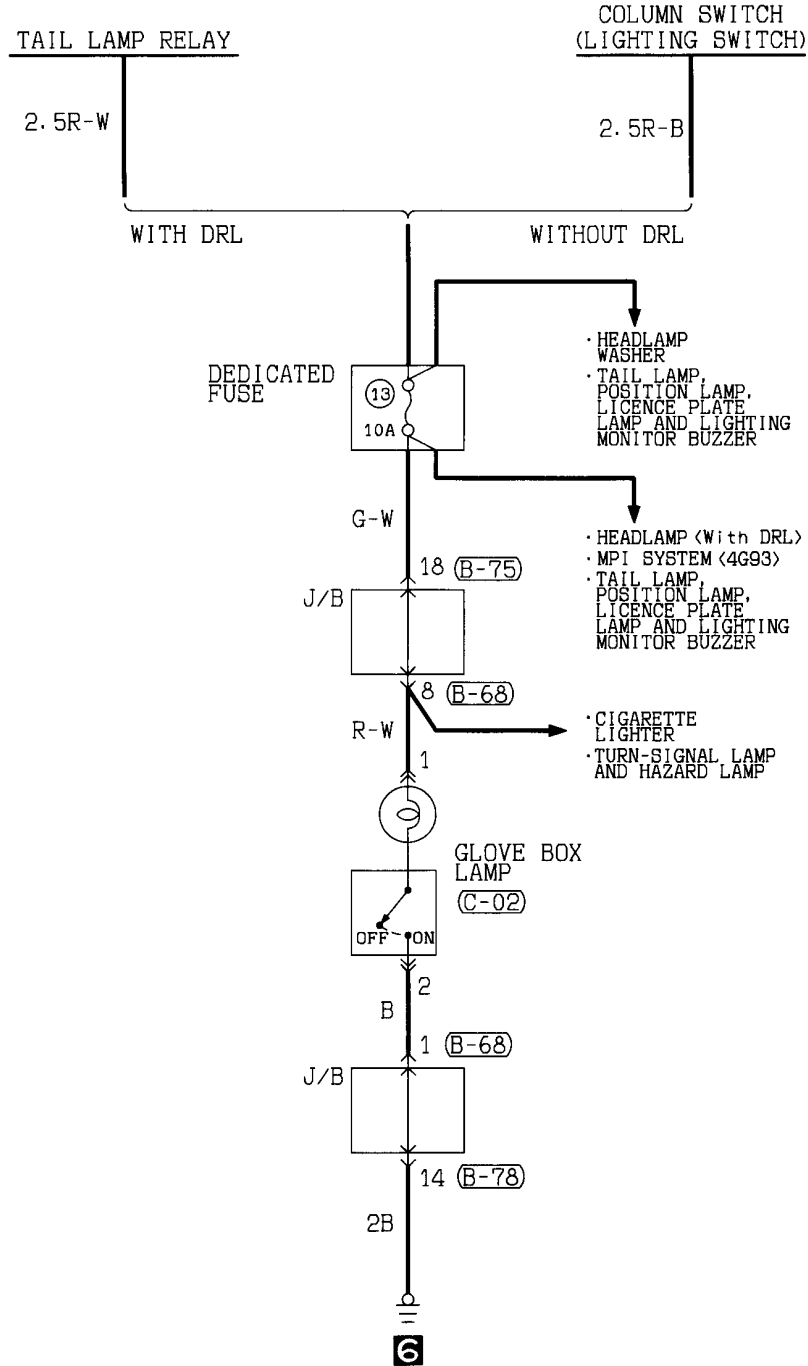 TAIL LAMP RELAY
COLUMN SWITCH
(LIGHTING SWITCH)
2.5R-W
2.5R-B
WITH DRL
WITHOUT DRL
DEDICATED
FUSE
13
10A
·HEADLAMP
WASHER
·TAIL LAMP,
POSITION LAMP,
LICENCE PLATE
LAMP AND LIGHTING
MONITOR BUZZER
G-W
·HEADLAMP <With DRL>
·MPI SYSTEM <4G93>
·TAIL LAMP,
POSITION LAMP,
LICENCE PLATE
LAMP AND LIGHTING
MONITOR BUZZER
18 (B-75)
J/B
8 (B-68)
R-W
·CIGARETTE
LIGHTER
·TURN-SIGNAL LAMP
AND HAZARD LAMP
1
GLOVE BOX
LAMP
(C-02)
OFF ON
2
B
1 (B-68)
J/B
14 (B-78)
2B
6